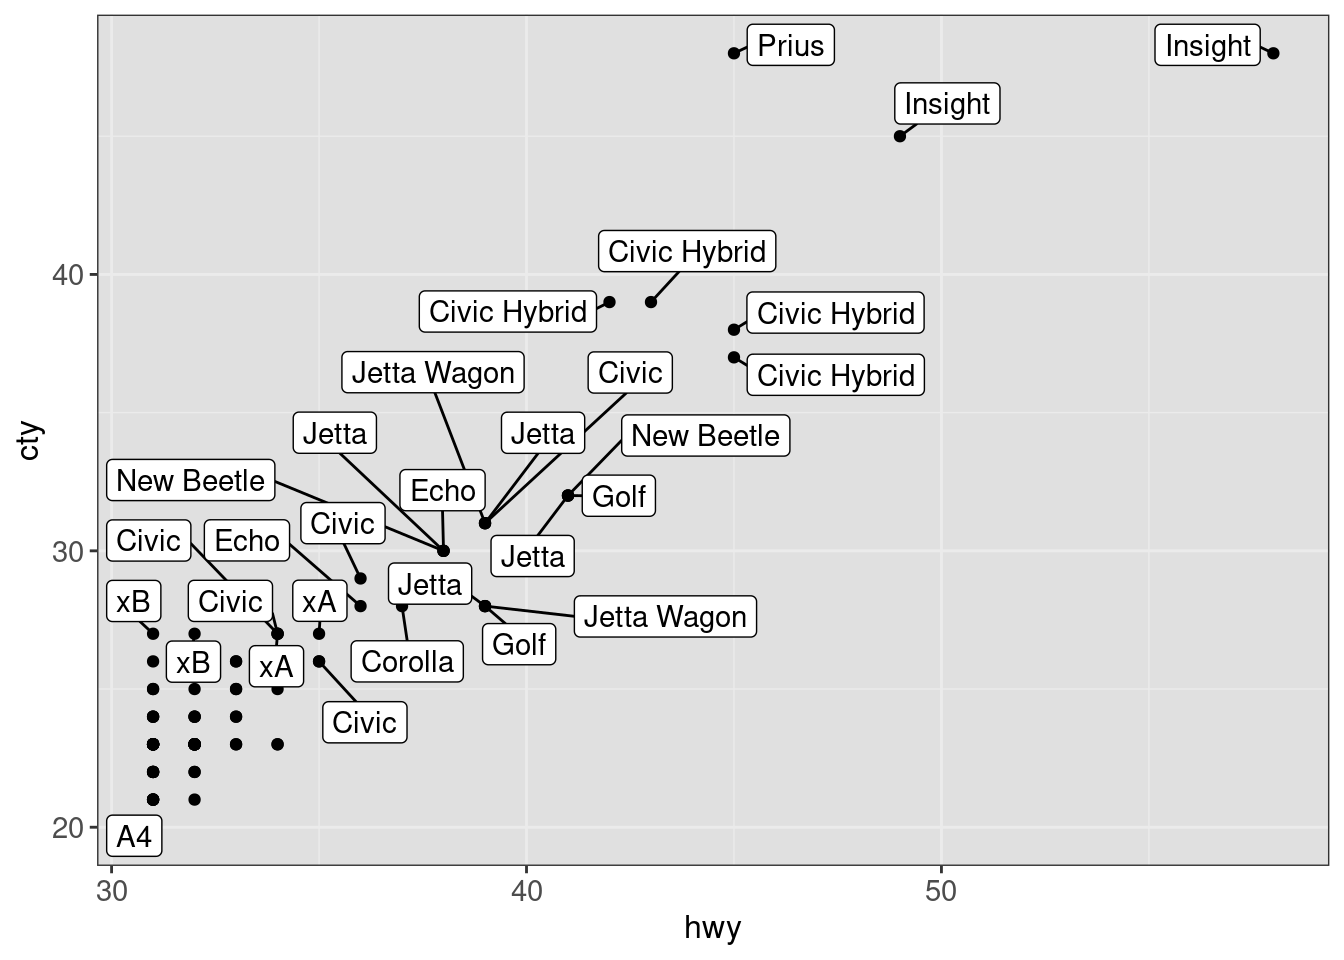 Prius
Insight
Insight
Civic Hybrid
40
Civic Hybrid
Civic Hybrid
Jetta Wagon
Civic
Civic Hybrid
cty
Jetta
Jetta
New Beetle
New Beetle
Echo
Golf
Civic
Civic
Echo
30
Jetta
Jetta
xB
Civic
xA
Jetta Wagon
Golf
xB
xA
Corolla
Civic
20
A4
30
40
50
hwy